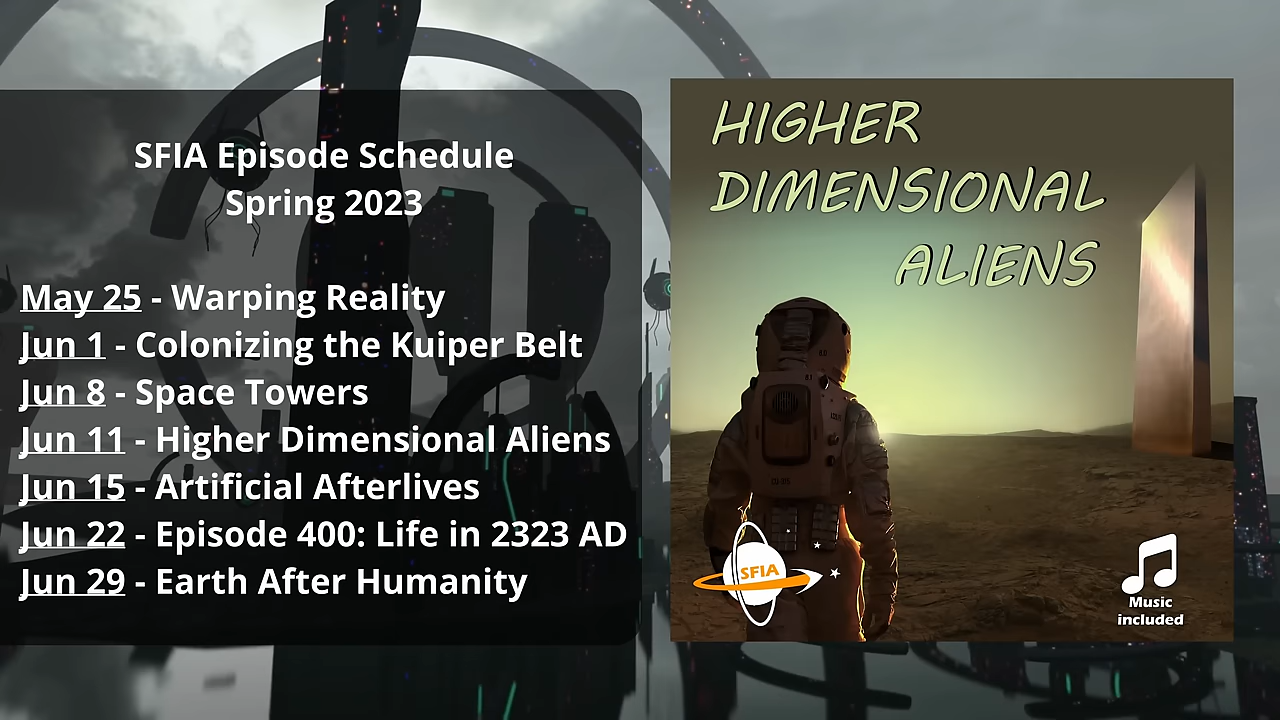 SFIA Episode Schedule
Spring 2023
May 25 - Warping Reality
Jun 1 - Colonizing the Kuiper Belt
Jun 8 - Space Towers
Jun 11 - Higher Dimensional Aliens
Jun 15 - Artificial Afterlives
Jun 22 - Episode 400: Life in 2323 AD
Jun 29 - Earth After Humanity
HIGHER
DIMENSIONAL
ALIENS
SFIA
Music
included